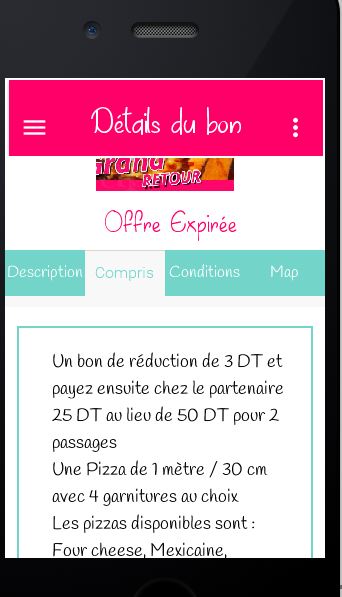 Détails du bon
Grand
RETOUR
Offre Expirée
Description Compris Conditions Map
Un bon de réduction de 3 DT et
payez ensuite chez le partenaire
25 DT au lieu de 50 DT pour 2
passages
Une Pizza de 1 mètre / 30 cm
avec 4 garnitures au choix
Les pizzas disponibles sont :
Four cheese, Mexicaine,